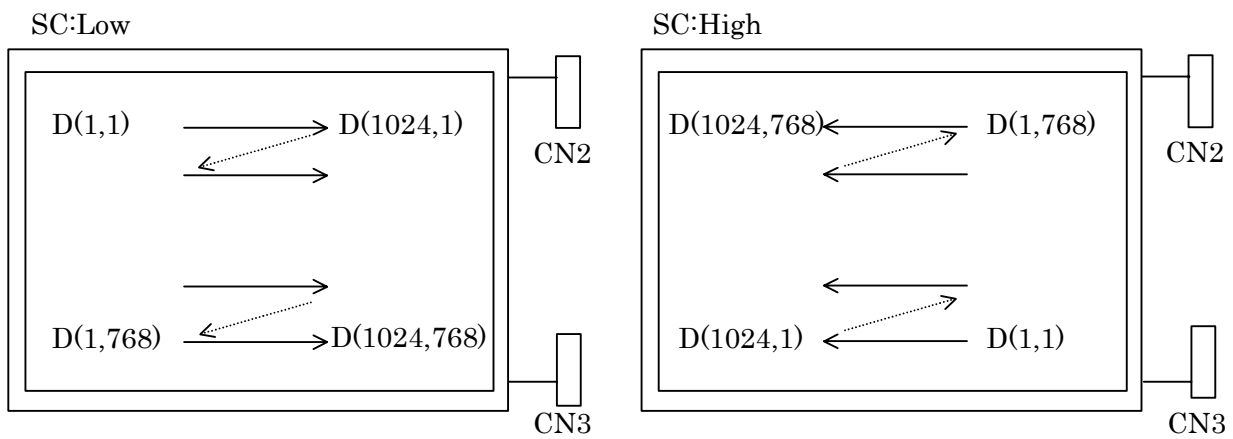 SC:Low
D(1,1) D(1024,1)
CN2
D(1,768) D(1024,768)
CN3
SC:High
D(1024,768) D(1,768)
CN2
D(1024,1) D(1,1)
CN3